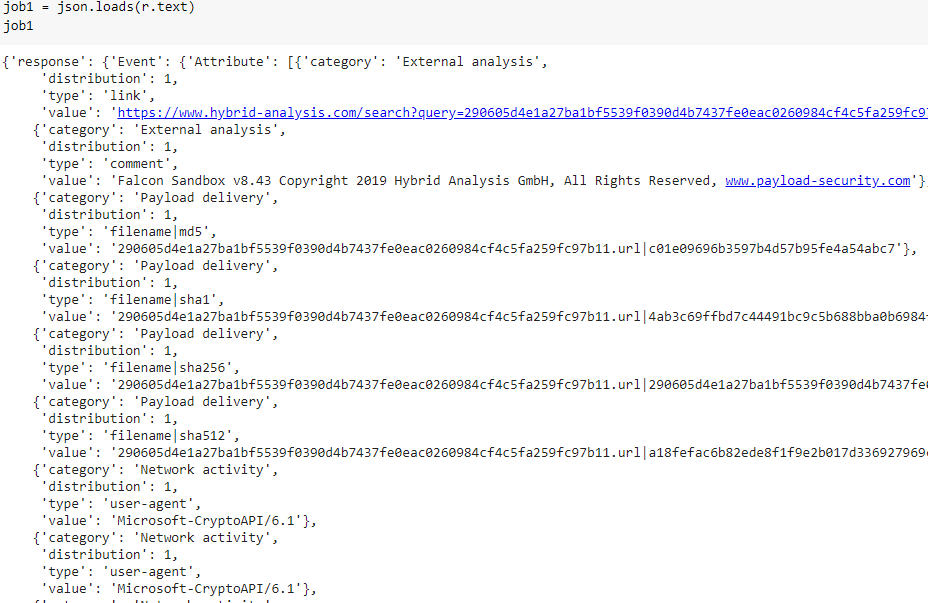 job1 = json.loads(r.text)
job1
{'response': {'Event': {'Attribute': [{'category': 'External analysis',
'distribution': 1,
'type': 'link',
'value': 'https://www.hybrid-analysis.com/search?query=290605d4e1a27ba1bf5539f0390d4b7437fe0eac0260984cf4c5fa259fc97
{'category': 'External analysis',
'distribution': 1,
'type': 'comment',
'value': 'Falcon Sandbox v8.43 Copyright 2019 Hybrid Analysis GmbH, All Rights Reserved, www.payload-security.com'},
{'category': 'Payload delivery',
'distribution': 1,
'type': 'filename|md5',
'value': '290605d4e1a27ba1bf5539f0390d4b7437fe0eac0260984cf4c5fa259fc97b11.url|c01e09696b3597b4d57b95fe4a54abc7'},
{'category': 'Payload delivery',
'distribution': 1,
'type': 'filename|sha1',
'value': '290605d4e1a27ba1bf5539f0390d4b7437fe0eac0260984cf4c5fa259fc97b11.url|4ab3c69ffbd7c44491bc9c5b688bba0b6984
{'category': 'Payload delivery',
'distribution': 1,
'type': 'filename|sha256',
'value': '290605d4e1a27ba1bf5539f0390d4b7437fe0eac0260984cf4c5fa259fc97b11.url|290605d4e1a27ba1bf5539f0390d4b7437fe
{'category': 'Payload delivery',
'distribution': 1,
'type': 'filename|sha512',
'value': '290605d4e1a27ba1bf5539f0390d4b7437fe0eac0260984cf4c5fa259fc97b11.url|a18fefac6b82ede8f1f9e2b017d336927969
{'category': 'Network activity',
'distribution': 1,
'type': 'user-agent',
'value': 'Microsoft-CryptoAPI/6.1'},
{'category': 'Network activity',
'distribution': 1,
'type': 'user-agent',
'value': 'Microsoft-CryptoAPI/6.1'},